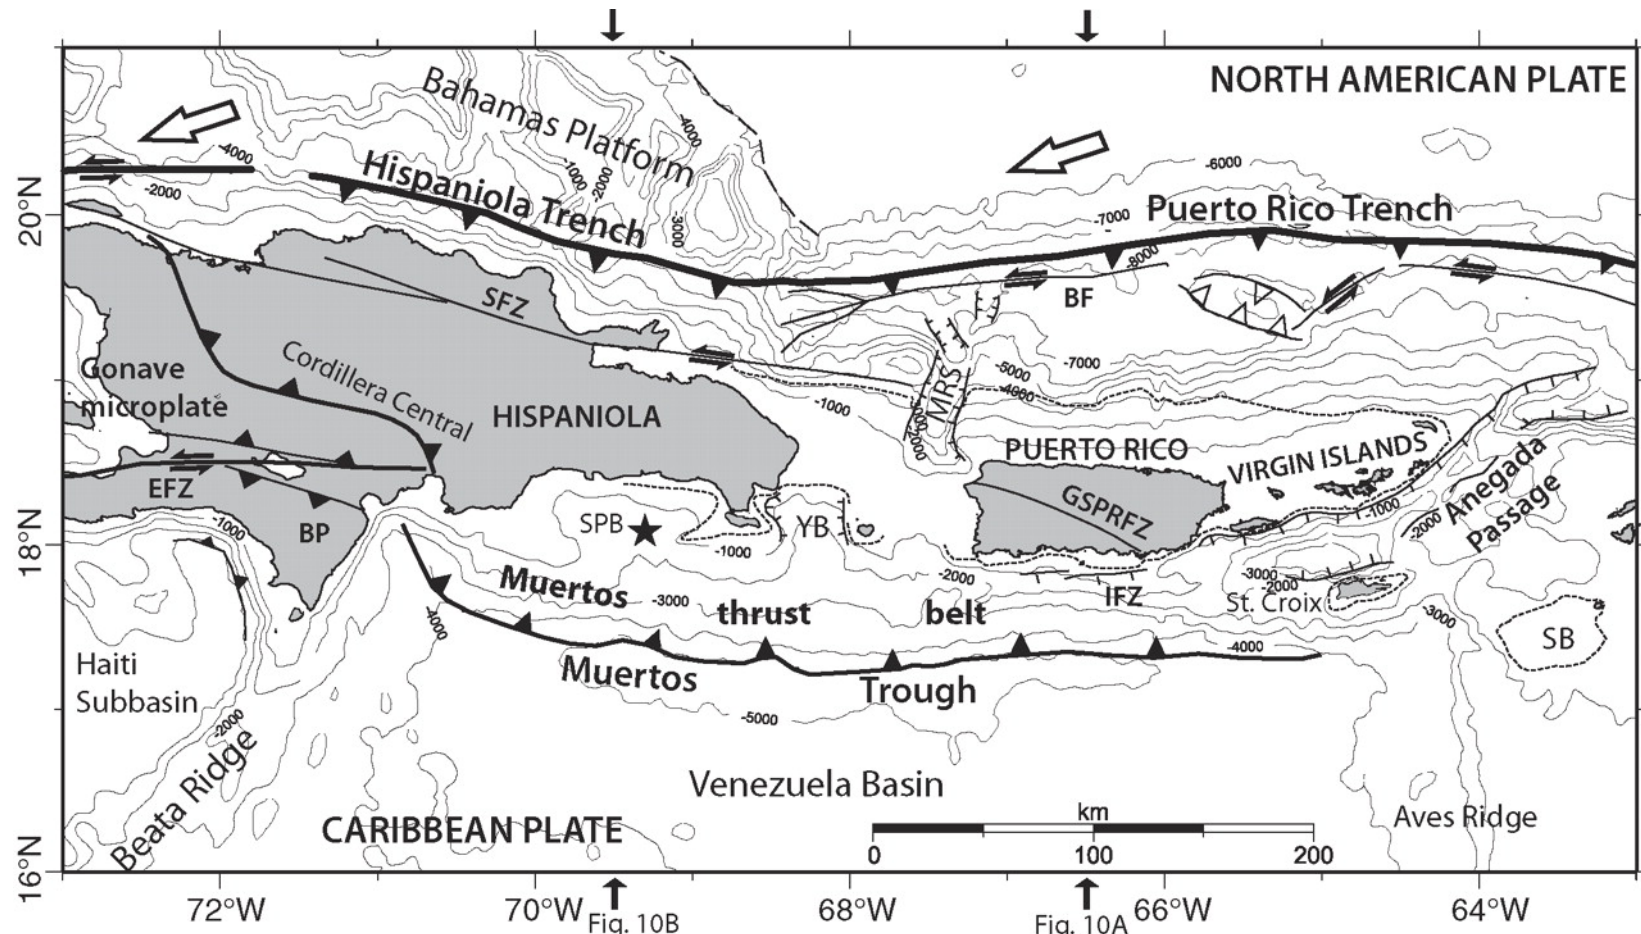 NORTH AMERICAN PLATE
Bahamas Platform
-4000
-4000
-6000
-2000
-1000
-2000
Hispaniola Trench
-3000
-7000
Puerto Rico Trench
20°N
-8000
BF
SFZ
Cordillera Central
Gonave
microplate
-7000
-5000
-4000
MRS
-1000
HISPANIOLA
-2000
PUERTO RICO
VIRGIN ISLANDS
EFZ
GSPRFZ
Anegada
Passage
-1000
-2000
BP
SPB
YB
-1000
-1000
18°N
-2000
IFZ
-3000
-2000
St. Croix
Muertos
thrust
belt
-3000
-3000
-4000
SB
-4000
Haiti
Subbasin
Muertos
Trough
-5000
-2000
Beata Ridge
Venezuela Basin
CARIBBEAN PLATE
km
0 100 200
Aves Ridge
16°N
72°W 70°W 68°W 66°W 64°W
Fig. 10B
Fig. 10A